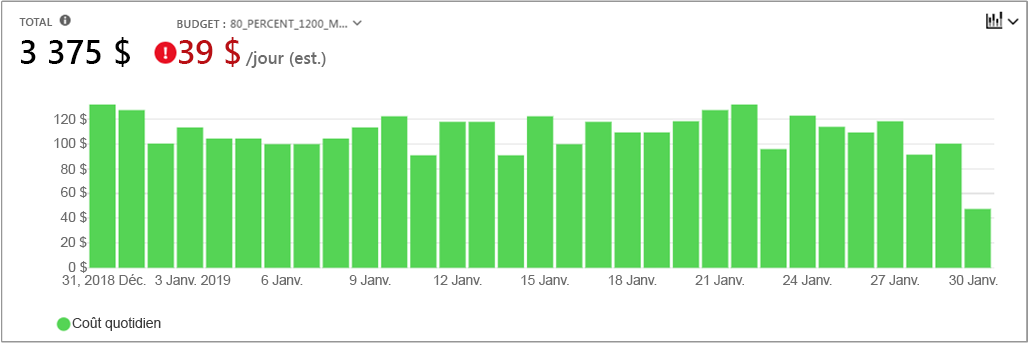 TOTAL
BUDGET : 80_PERCENT_1200_M...
3 375 $
39 $ /jour (est.)
120 $
100 $
80 $
60 $
40 $
20 $
0 $
31, 2018 Déc. 3 Janv. 2019 6 Janv. 9 Janv. 12 Janv. 15 Janv. 18 Janv. 21 Janv. 24 Janv. 27 Janv. 30 Janv.
Coût quotidien